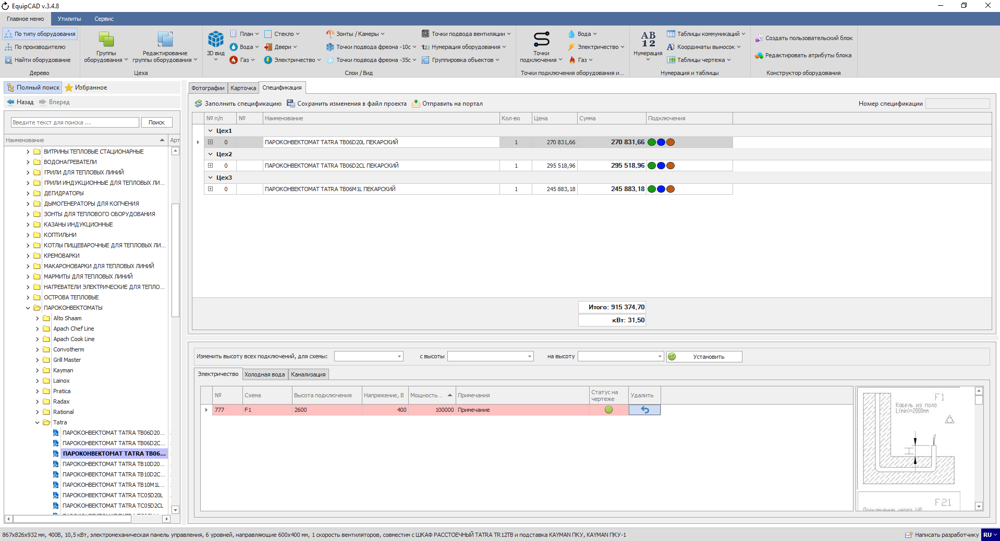 EquipCAD v.3.4.8
Главное меню
Утилиты
Сервис
По типу оборудования
По производителю
Найти оборудование
Дерево
Группы оборудования
Редактирование группы оборудования
Цеха
3D вид
План
Вода
Газ
Стекло
Двери
Электричество
Зонты / Камеры
Точки подвода фреона -10с
Точки подвода фреона -35с
Точки подвода вентиляции
Нумерация оборудования
Группировка объектов
Слои / Вид
Точки подключения
Вода
Электричество
Газ
Точки подключения оборудования и...
AB
12
Нумерация
Таблицы коммуникаций
Координаты выносок
Таблицы чертежа
Нумерация и таблицы
Создать пользовательский блок
Редактировать атрибуты блока
Конструктор оборудования
Полный поиск
Избранное
Назад
Вперед
Введите текст для поиска ...
Поиск
Наименование
Арт
ВИТРИНЫ ТЕПЛОВЫЕ СТАЦИОНАРНЫЕ
ВОДОНАГРЕВАТЕЛИ
ГРИЛИ ДЛЯ ТЕПЛОВЫХ ЛИНИЙ
ГРИЛИ ИНДУКЦИОННЫЕ ДЛЯ ТЕПЛОВЫХ ЛИ...
ДЕГИДРАТОРЫ
ДЫМОГЕНЕРАТОРЫ ДЛЯ КОПЧЕНИЯ
ЗОНТЫ ДЛЯ ТЕПЛОВОГО ОБОРУДОВАНИЯ
КАЗАНЫ ИНДУКЦИОННЫЕ
КОПТИЛЬНИ
КОТЛЫ ПИЩЕВАРОЧНЫЕ ДЛЯ ТЕПЛОВЫХ ЛИ...
КРЕМОВАРКИ
МАКАРОНОВАРКИ ДЛЯ ТЕПЛОВЫХ ЛИНИЙ
МАРМИТЫ ДЛЯ ТЕПЛОВЫХ ЛИНИЙ
НАГРЕВАТЕЛИ ЭЛЕКТРИЧЕСКИЕ ДЛЯ ТЕПЛО...
ОСТРОВА ТЕПЛОВЫЕ
ПАРОКОНВЕКТОМАТЫ
Alto Shaam
Apach Chef Line
Apach Cook Line
Convotherm
Grill Master
Kayman
Lainox
Pratica
Radax
Rational
Tatra
ПАРОКОНВЕКТОМАТ TATRA TB06D20...
ПАРОКОНВЕКТОМАТ TATRA TB06D2C...
ПАРОКОНВЕКТОМАТ TATRA TB06...
ПАРОКОНВЕКТОМАТ TATRA TB10D20...
ПАРОКОНВЕКТОМАТ TATRA TB10D2C...
ПАРОКОНВЕКТОМАТ TATRA TB10M1L...
ПАРОКОНВЕКТОМАТ TATRA TC05D20L
ПАРОКОНВЕКТОМАТ TATRA TC05D2CL
Фотографии
Карточка
Спецификация
Заполнить спецификацию
Сохранить изменения в файл проекта
Отправить на портал
Номер спецификации
№ п/п № Наименование Кол-во Цена Сумма Подключения
Цех1
0 ПАРОКОНВЕКТОМАТ TATRA TB06D20L ПЕКАРСКИЙ 1 270 831,66 270 831,66
Цех2
0 ПАРОКОНВЕКТОМАТ TATRA TB06D2CL ПЕКАРСКИЙ 1 295 518,96 295 518,96
Цех3
0 ПАРОКОНВЕКТОМАТ TATRA TB06M1L ПЕКАРСКИЙ 1 245 883,18 245 883,18
Итого: 915 374,70
кВт: 31,50
Изменить высоту всех подключений, для схемы:
с высоты
на высоту
Установить
Электричество
Холодная вода
Канализация
№ Схема Высота подключения Напряжение, В Мощность... Примечания Статус на чертеже Удалить
777 F1 2600 400 100000 Примечание
F1
Кабель из пола
L(min)=2000мм
H
F21
Подключение через
867x826x932 мм, 400В, 10,5 кВт, электромеханическая панель управления, 6 уровней, направляющие 600x400 мм, 1 скорость вентиляторов, совместим с ШКАФ РАССТОЕЧНЫЙ TATRA TR12TB и подставка KAYMAN ПКУ, KAYMAN ПКУ-1
Написать разработчику
RU